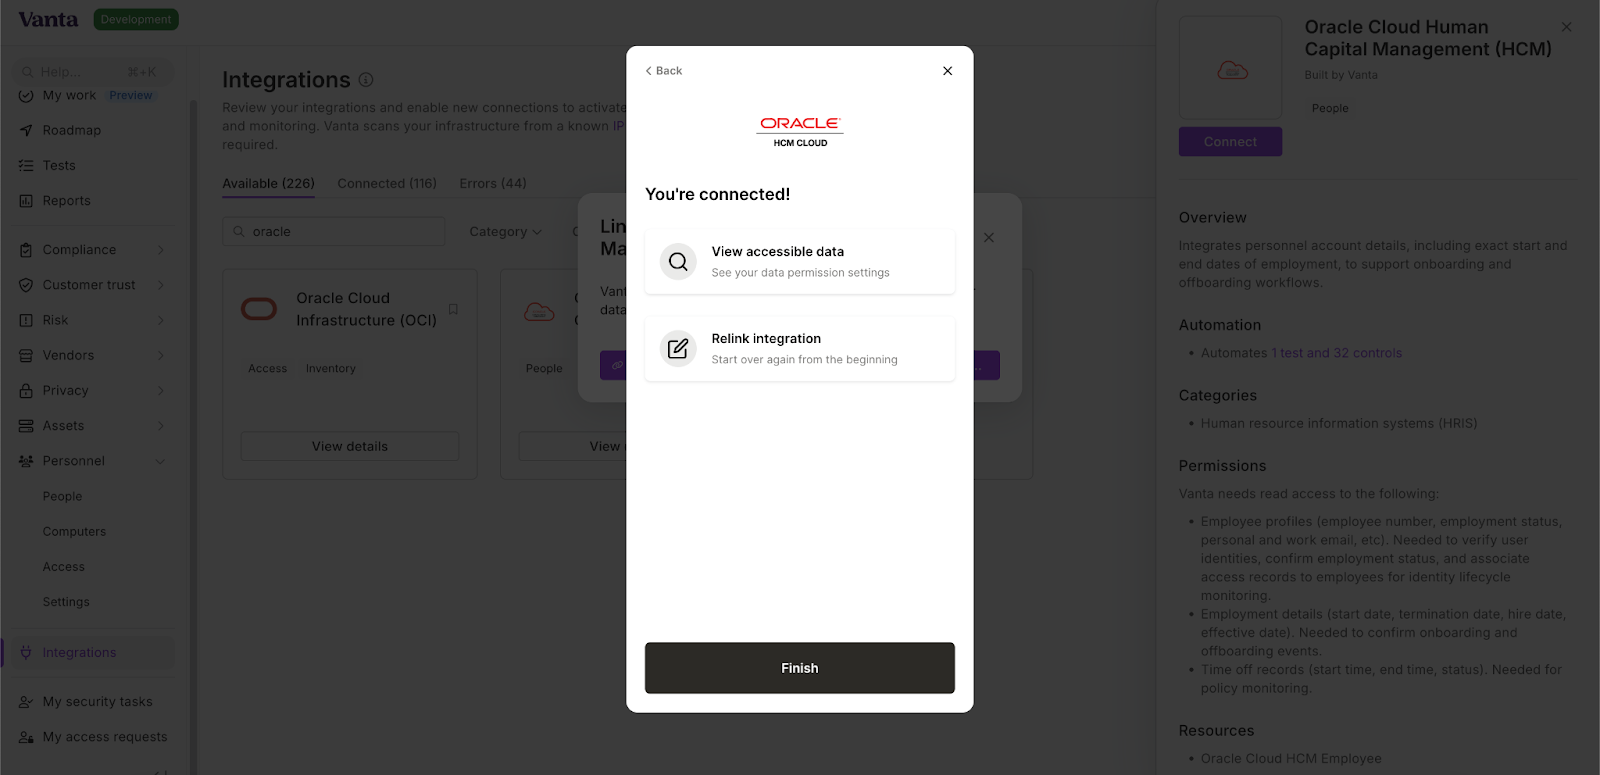 Vanta Development
Help... ⌘+K
My work Preview
Roadmap
Tests
Reports
Compliance
Customer trust
Risk
Vendors
Privacy
Assets
Personnel
People
Computers
Access
Settings
Integrations
My security tasks
My access requests
Integrations
Review your integrations and enable new connections to activate
and monitoring. Vanta scans your infrastructure from a known IP
required.
Available (226) Connected (116) Errors (44)
oracle Category
Oracle Cloud
Infrastructure (OCI)
Access Inventory
View details
People
View
Lin
Ma
Vant
data
Back
ORACLE
HCM CLOUD
You're connected!
View accessible data
See your data permission settings
Relink integration
Start over again from the beginning
Finish
Oracle Cloud Human
Capital Management (HCM)
Built by Vanta
People
Connect
Overview
Integrates personnel account details, including exact start and
end dates of employment, to support onboarding and
offboarding workflows.
Automation
• Automates 1 test and 32 controls
Categories
• Human resource information systems (HRIS)
Permissions
Vanta needs read access to the following:
• Employee profiles (employee number, employment status,
personal and work email, etc). Needed to verify user
identities, confirm employment status, and associate
access records to employees for identity lifecycle
monitoring.
• Employment details (start date, termination date, hire date,
effective date). Needed to confirm onboarding and
offboarding events.
• Time off records (start time, end time, status). Needed for
policy monitoring.
Resources
• Oracle Cloud HCM Employee